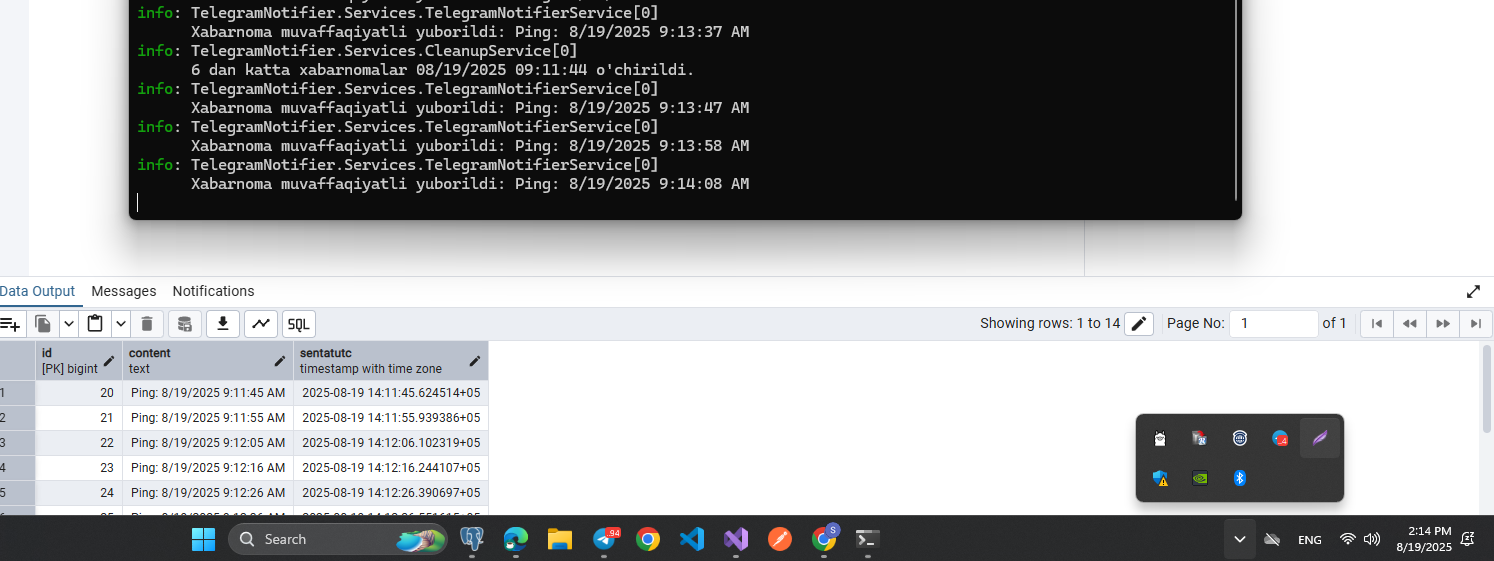 info: TelegramNotifier.Services.TelegramNotifierService[0]
Xabarnoma muvaffaqiyatli yuborildi: Ping: 8/19/2025 9:13:37 AM
info: TelegramNotifier.Services.CleanupService[0]
6 dan katta xabarnomalar 08/19/2025 09:11:44 o'chirildi.
info: TelegramNotifier.Services.TelegramNotifierService[0]
Xabarnoma muvaffaqiyatli yuborildi: Ping: 8/19/2025 9:13:47 AM
info: TelegramNotifier.Services.TelegramNotifierService[0]
Xabarnoma muvaffaqiyatli yuborildi: Ping: 8/19/2025 9:13:58 AM
info: TelegramNotifier.Services.TelegramNotifierService[0]
Xabarnoma muvaffaqiyatli yuborildi: Ping: 8/19/2025 9:14:08 AM
Data Output Messages Notifications
SQL Showing rows: 1 to 14 Page No: 1 of 1
id content sentatutc
[PK] bigint text timestamp with time zone
1 20 Ping: 8/19/2025 9:11:45 AM 2025-08-19 14:11:45.624514+05
2 21 Ping: 8/19/2025 9:11:55 AM 2025-08-19 14:11:55.939386+05
3 22 Ping: 8/19/2025 9:12:05 AM 2025-08-19 14:12:06.102319+05
4 23 Ping: 8/19/2025 9:12:16 AM 2025-08-19 14:12:16.244107+05
5 24 Ping: 8/19/2025 9:12:26 AM 2025-08-19 14:12:26.390697+05
Search 94 S ENG 2:14 PM
8/19/2025